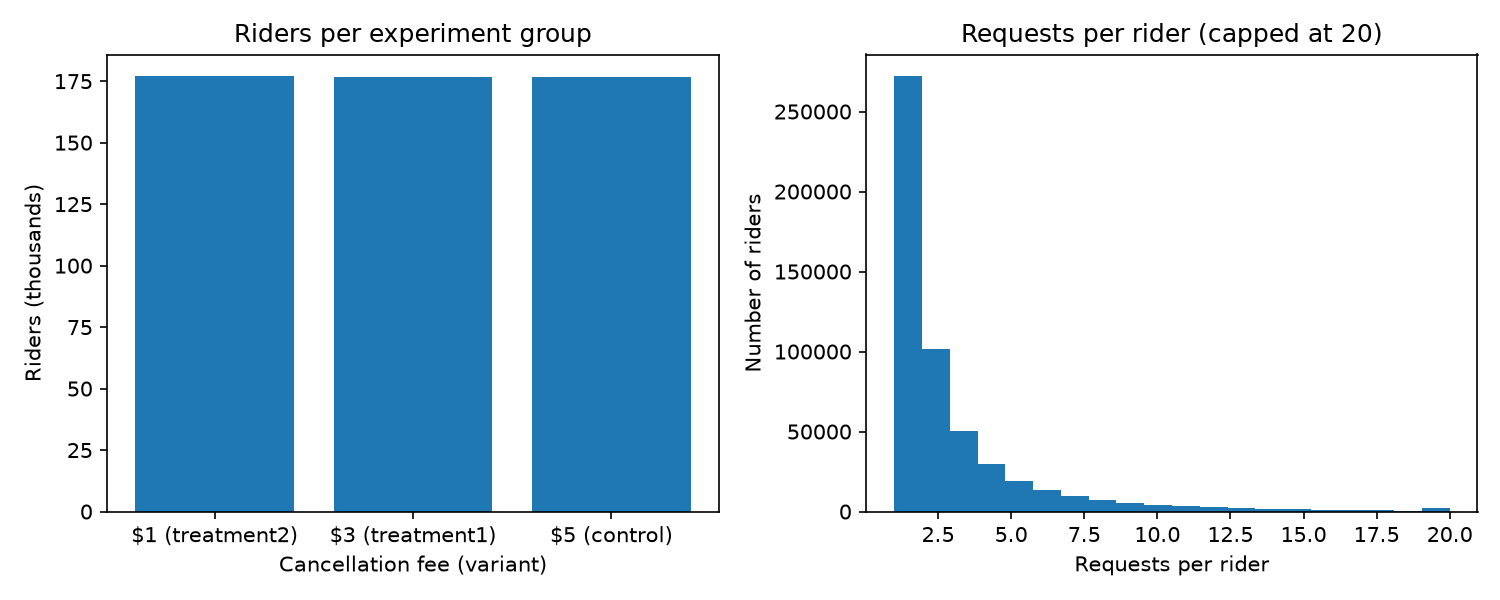 Riders per experiment group
175
150
125
100
75
50
25
0
Riders (thousands)
$1 (treatment2) $3 (treatment1) $5 (control)
Cancellation fee (variant)
Requests per rider (capped at 20)
250000
200000
150000
100000
50000
0
Number of riders
2.5 5.0 7.5 10.0 12.5 15.0 17.5 20.0
Requests per rider